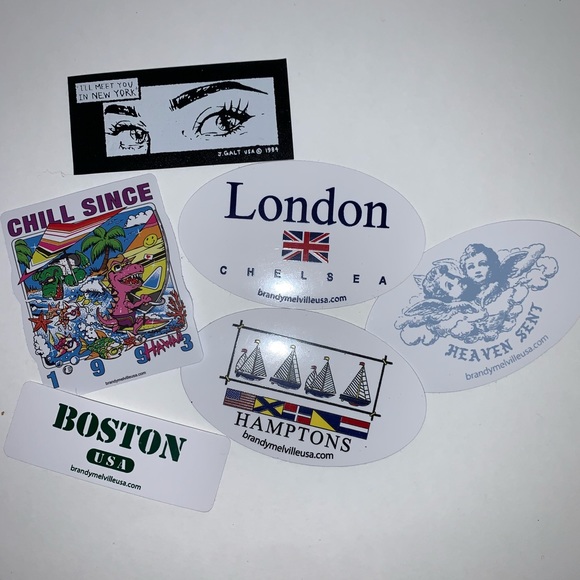 "I'LL MEET YOU
IN NEW YORK"
J. GALT USA © 1984
CHILL SINCE
HAWAII
1993
brandymelvilleusa.com
London
CHELSEA
brandymelvilleusa.com
HEAVEN SENT
brandymelvilleusa.com
HAMPTONS
brandymelvilleusa.com
BOSTON
USA
brandymelvilleusa.com